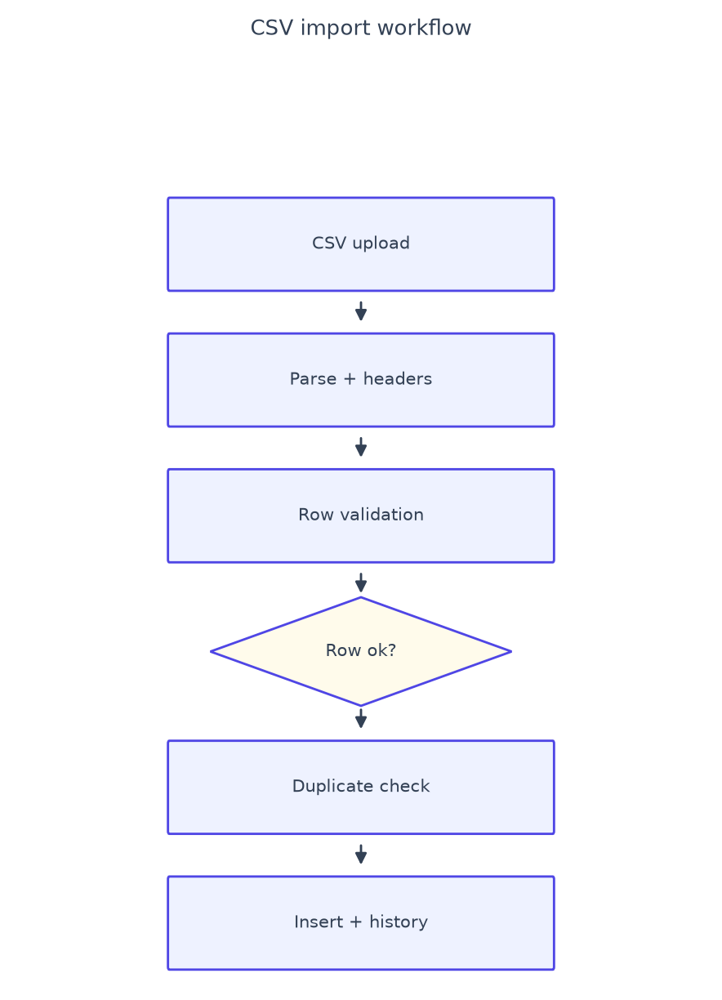 CSV import workflow
CSV upload
Parse + headers
Row validation
Row ok?
Duplicate check
Insert + history